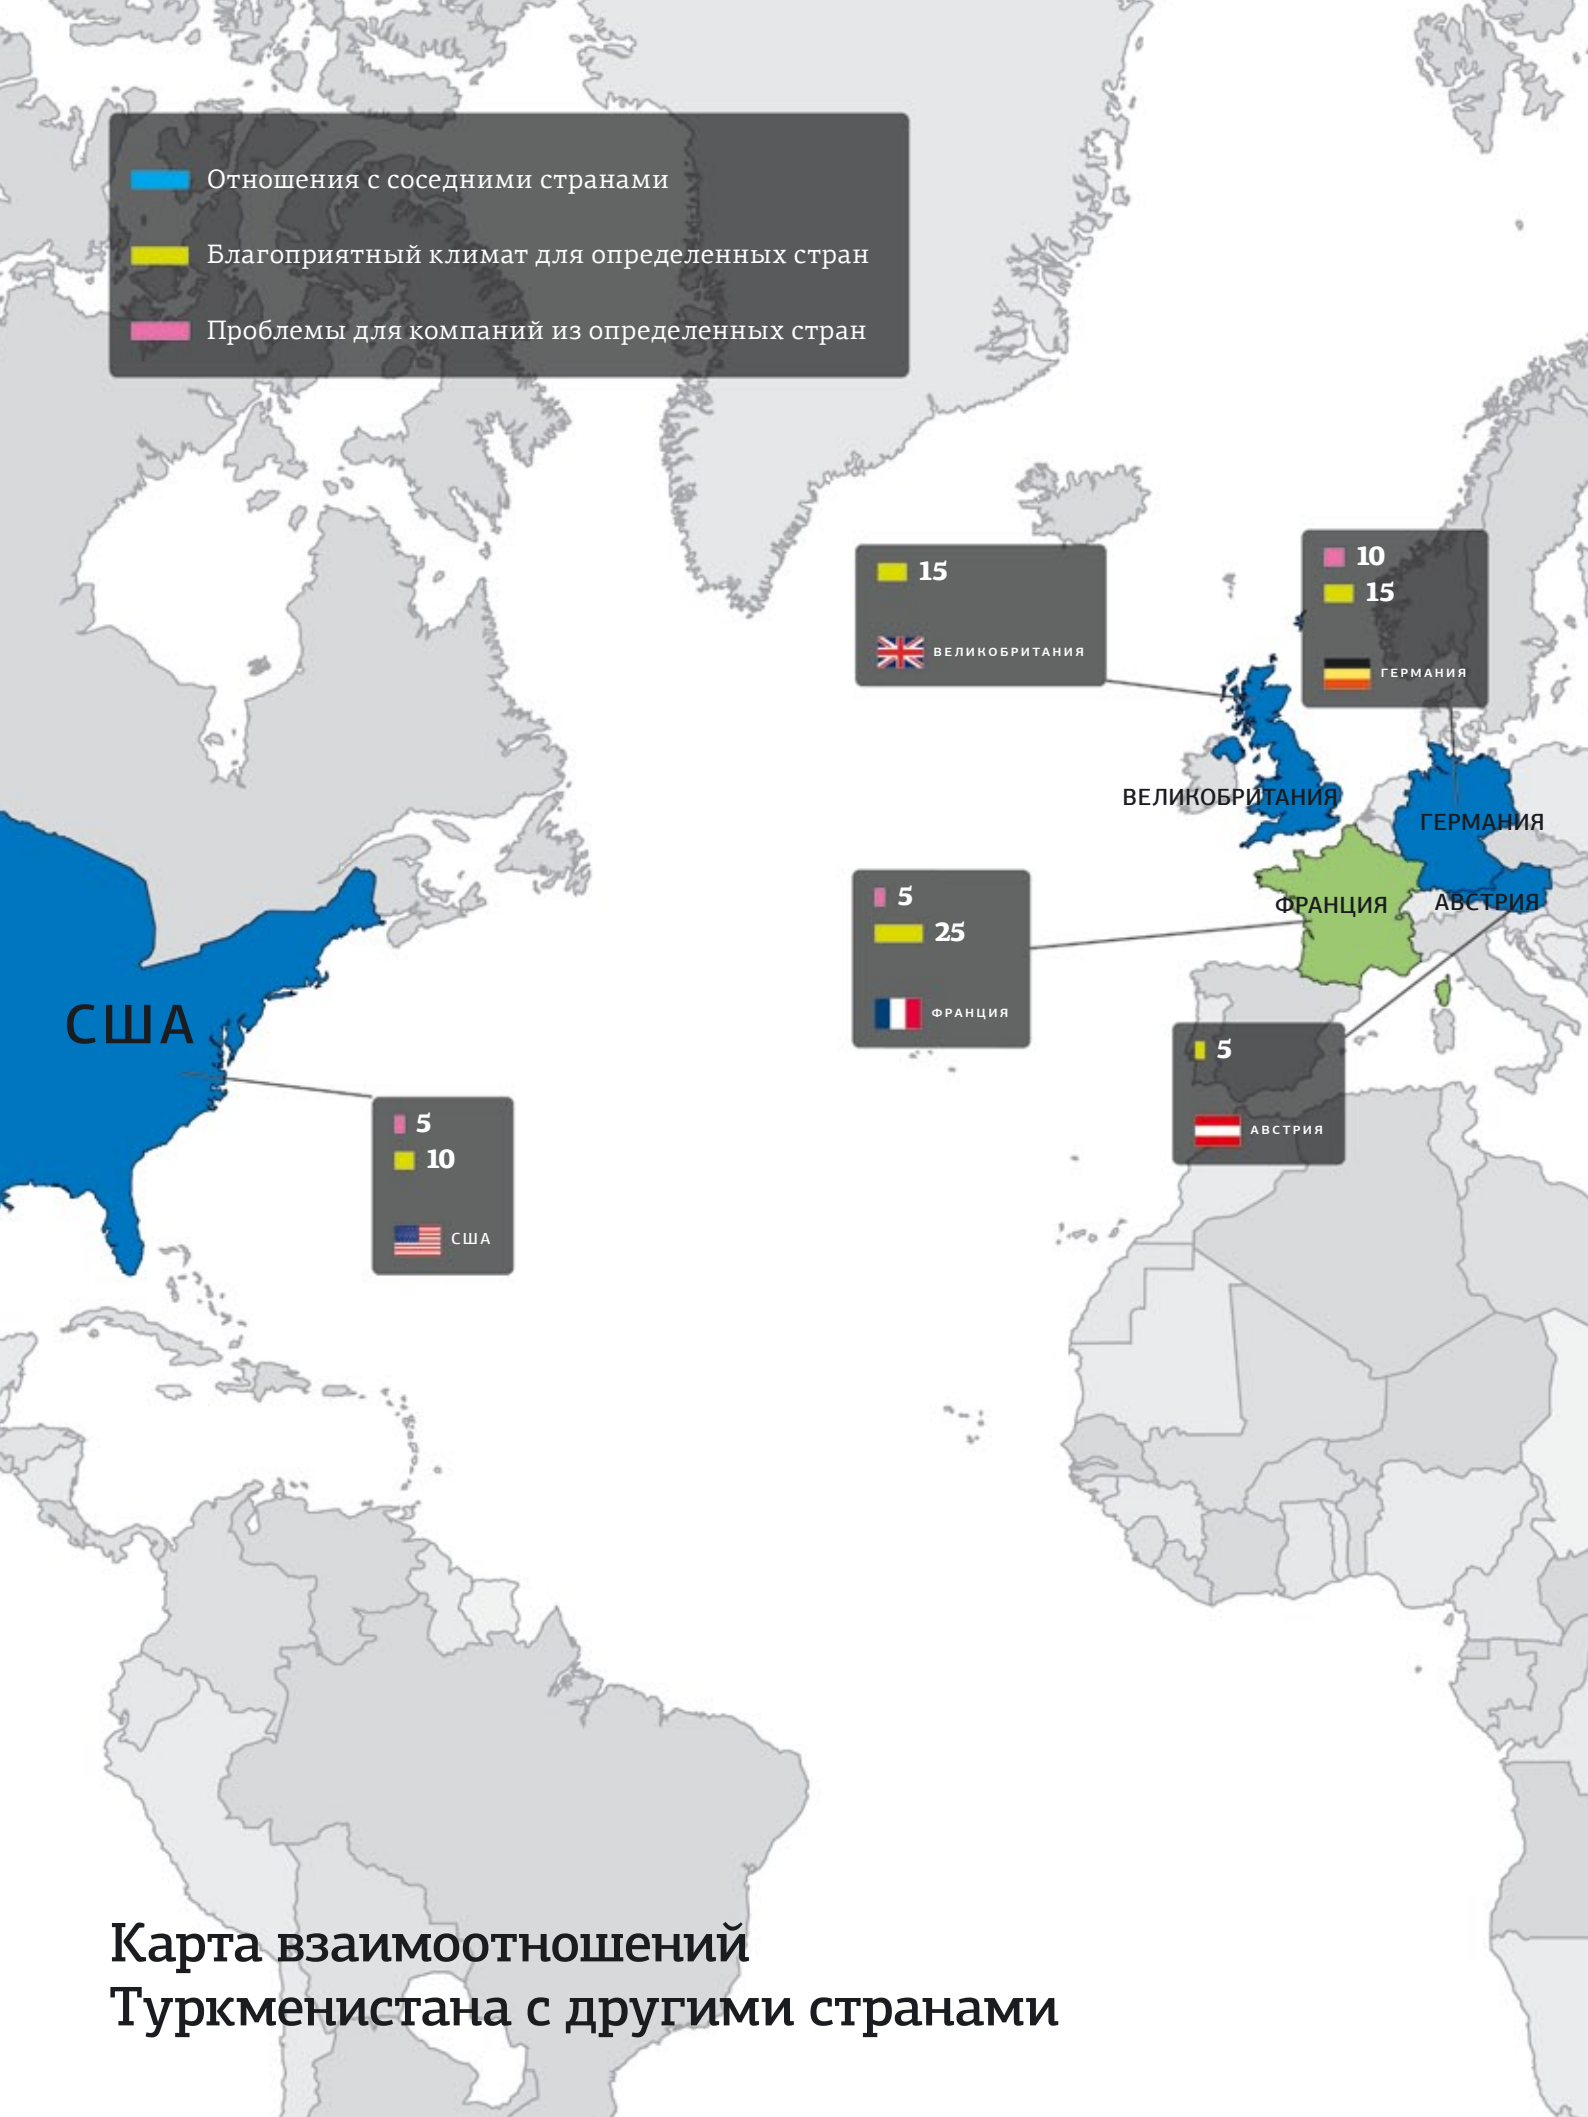 Отношения с соседними странами
Благоприятный климат для определенных стран
Проблемы для компаний из определенных стран
15
ВЕЛИКОБРИТАНИЯ
10
15
ГЕРМАНИЯ
ВЕЛИКОБРИТАНИЯ
ГЕРМАНИЯ
5
25
ФРАНЦИЯ
ФРАНЦИЯ
АВСТРИЯ
США
5
АВСТРИЯ
5
10
США
Карта взаимоотношений
Туркменистана с другими странами